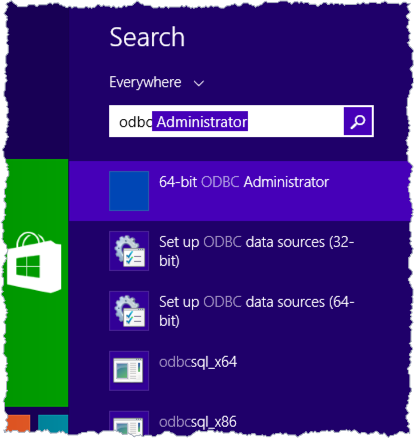 Search
Everywhere
odbc Administrator
64-bit ODBC Administrator
Set up ODBC data sources (32-
bit)
Set up ODBC data sources (64-
bit)
odbcsql_x64
odbcsql_x86